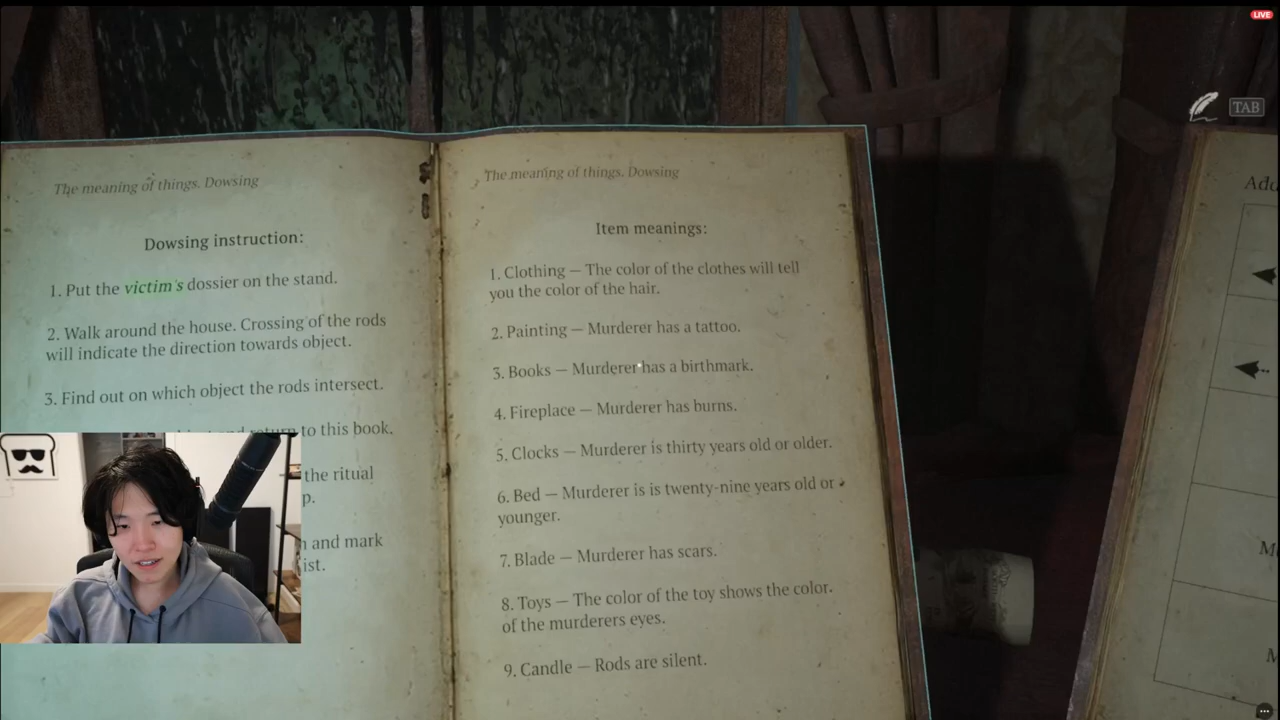 LIVE
TAB
The meaning of things. Dowsing
Dowsing instruction:
1. Put the victim's dossier on the stand.
2. Walk around the house. Crossing of the rods
will indicate the direction towards object.
3. Find out on which object the rods intersect.
and return to this book.
the ritual
p.
and mark
ist.
The meaning of things. Dowsing
Item meanings:
1. Clothing — The color of the clothes will tell
you the color of the hair.
2. Painting — Murderer has a tattoo.
3. Books — Murderer has a birthmark.
4. Fireplace — Murderer has burns.
5. Clocks — Murderer is thirty years old or older.
6. Bed — Murderer is is twenty-nine years old or
younger.
7. Blade — Murderer has scars.
8. Toys — The color of the toy shows the color.
of the murderers eyes.
9. Candle — Rods are silent.
Add
M
M